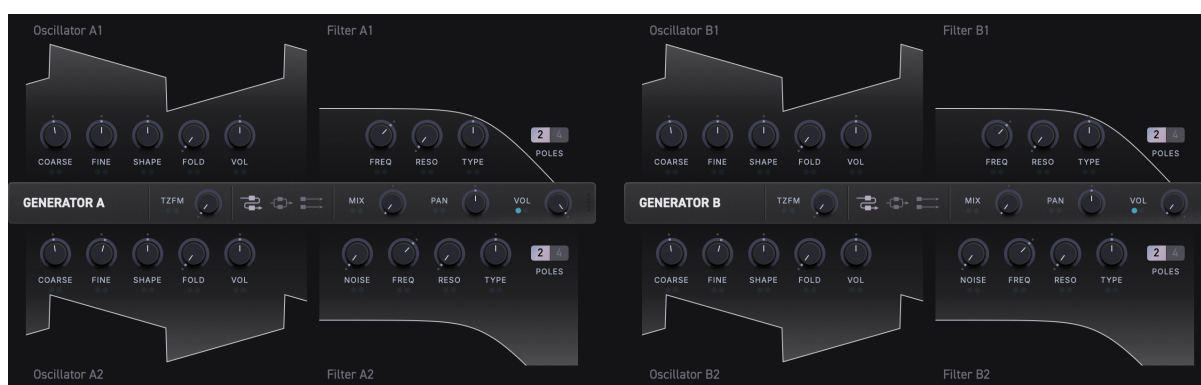 Oscillator A1 Filter A1 Oscillator B1 Filter B1
2 4 2 4
COARSE FINE SHAPE FOLD VOL FREQ RESO TYPE POLES COARSE FINE SHAPE FOLD VOL FREQ RESO TYPE POLES
GENERATOR A TZFM MIX PAN VOL GENERATOR B TZFM MIX PAN VOL
2 4 2 4
COARSE FINE SHAPE FOLD VOL NOISE FREQ RESO TYPE POLES COARSE FINE SHAPE FOLD VOL NOISE FREQ RESO TYPE POLES
Oscillator A2 Filter A2 Oscillator B2 Filter B2